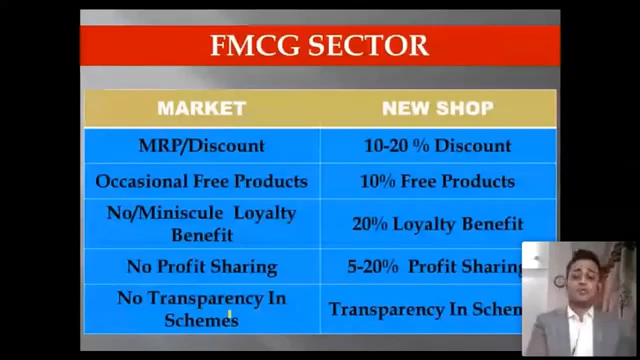 FMCG SECTOR
MARKET
NEW SHOP
MRP/Discount
10-20 % Discount
Occasional Free Products
10% Free Products
No/Miniscule Loyalty
Benefit
20% Loyalty Benefit
No Profit Sharing
5-20% Profit Sharing
No Transparency In
Schemes
Transparency In Schem